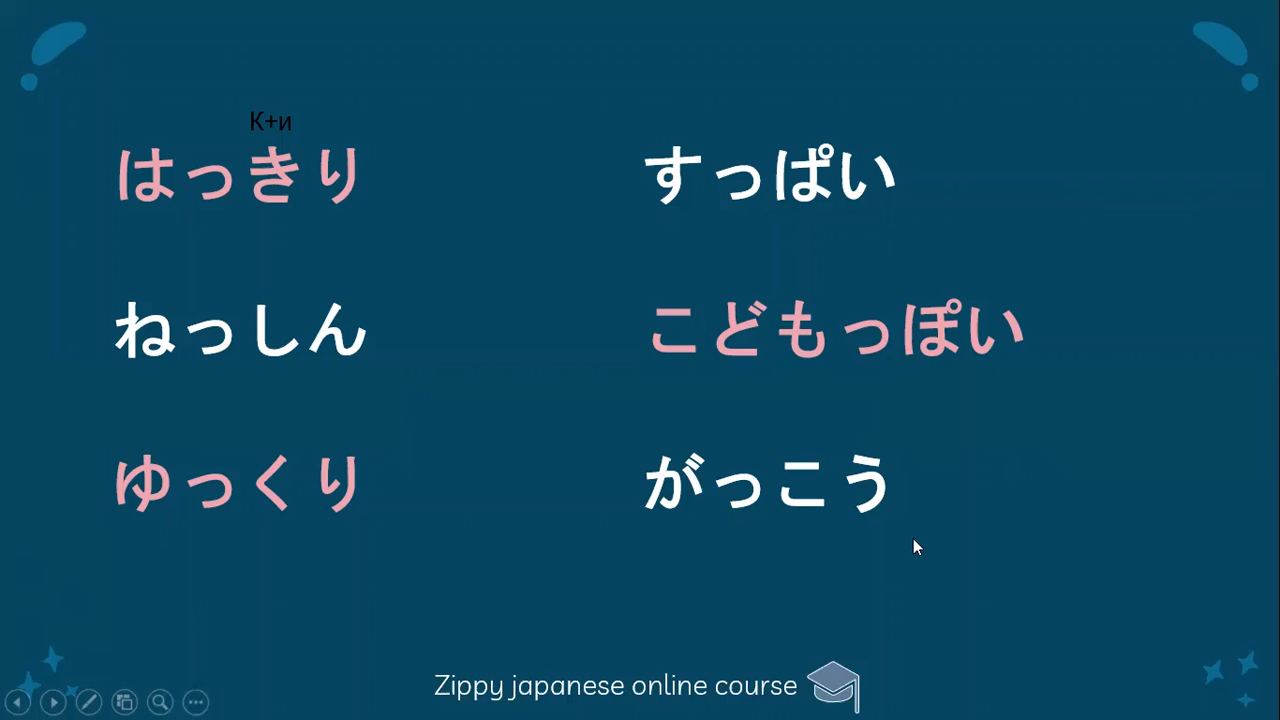 К+и
はっきり
すっぱい
ねっしん
こどもっぽい
ゆっくり
がっこう
Zippy japanese online course